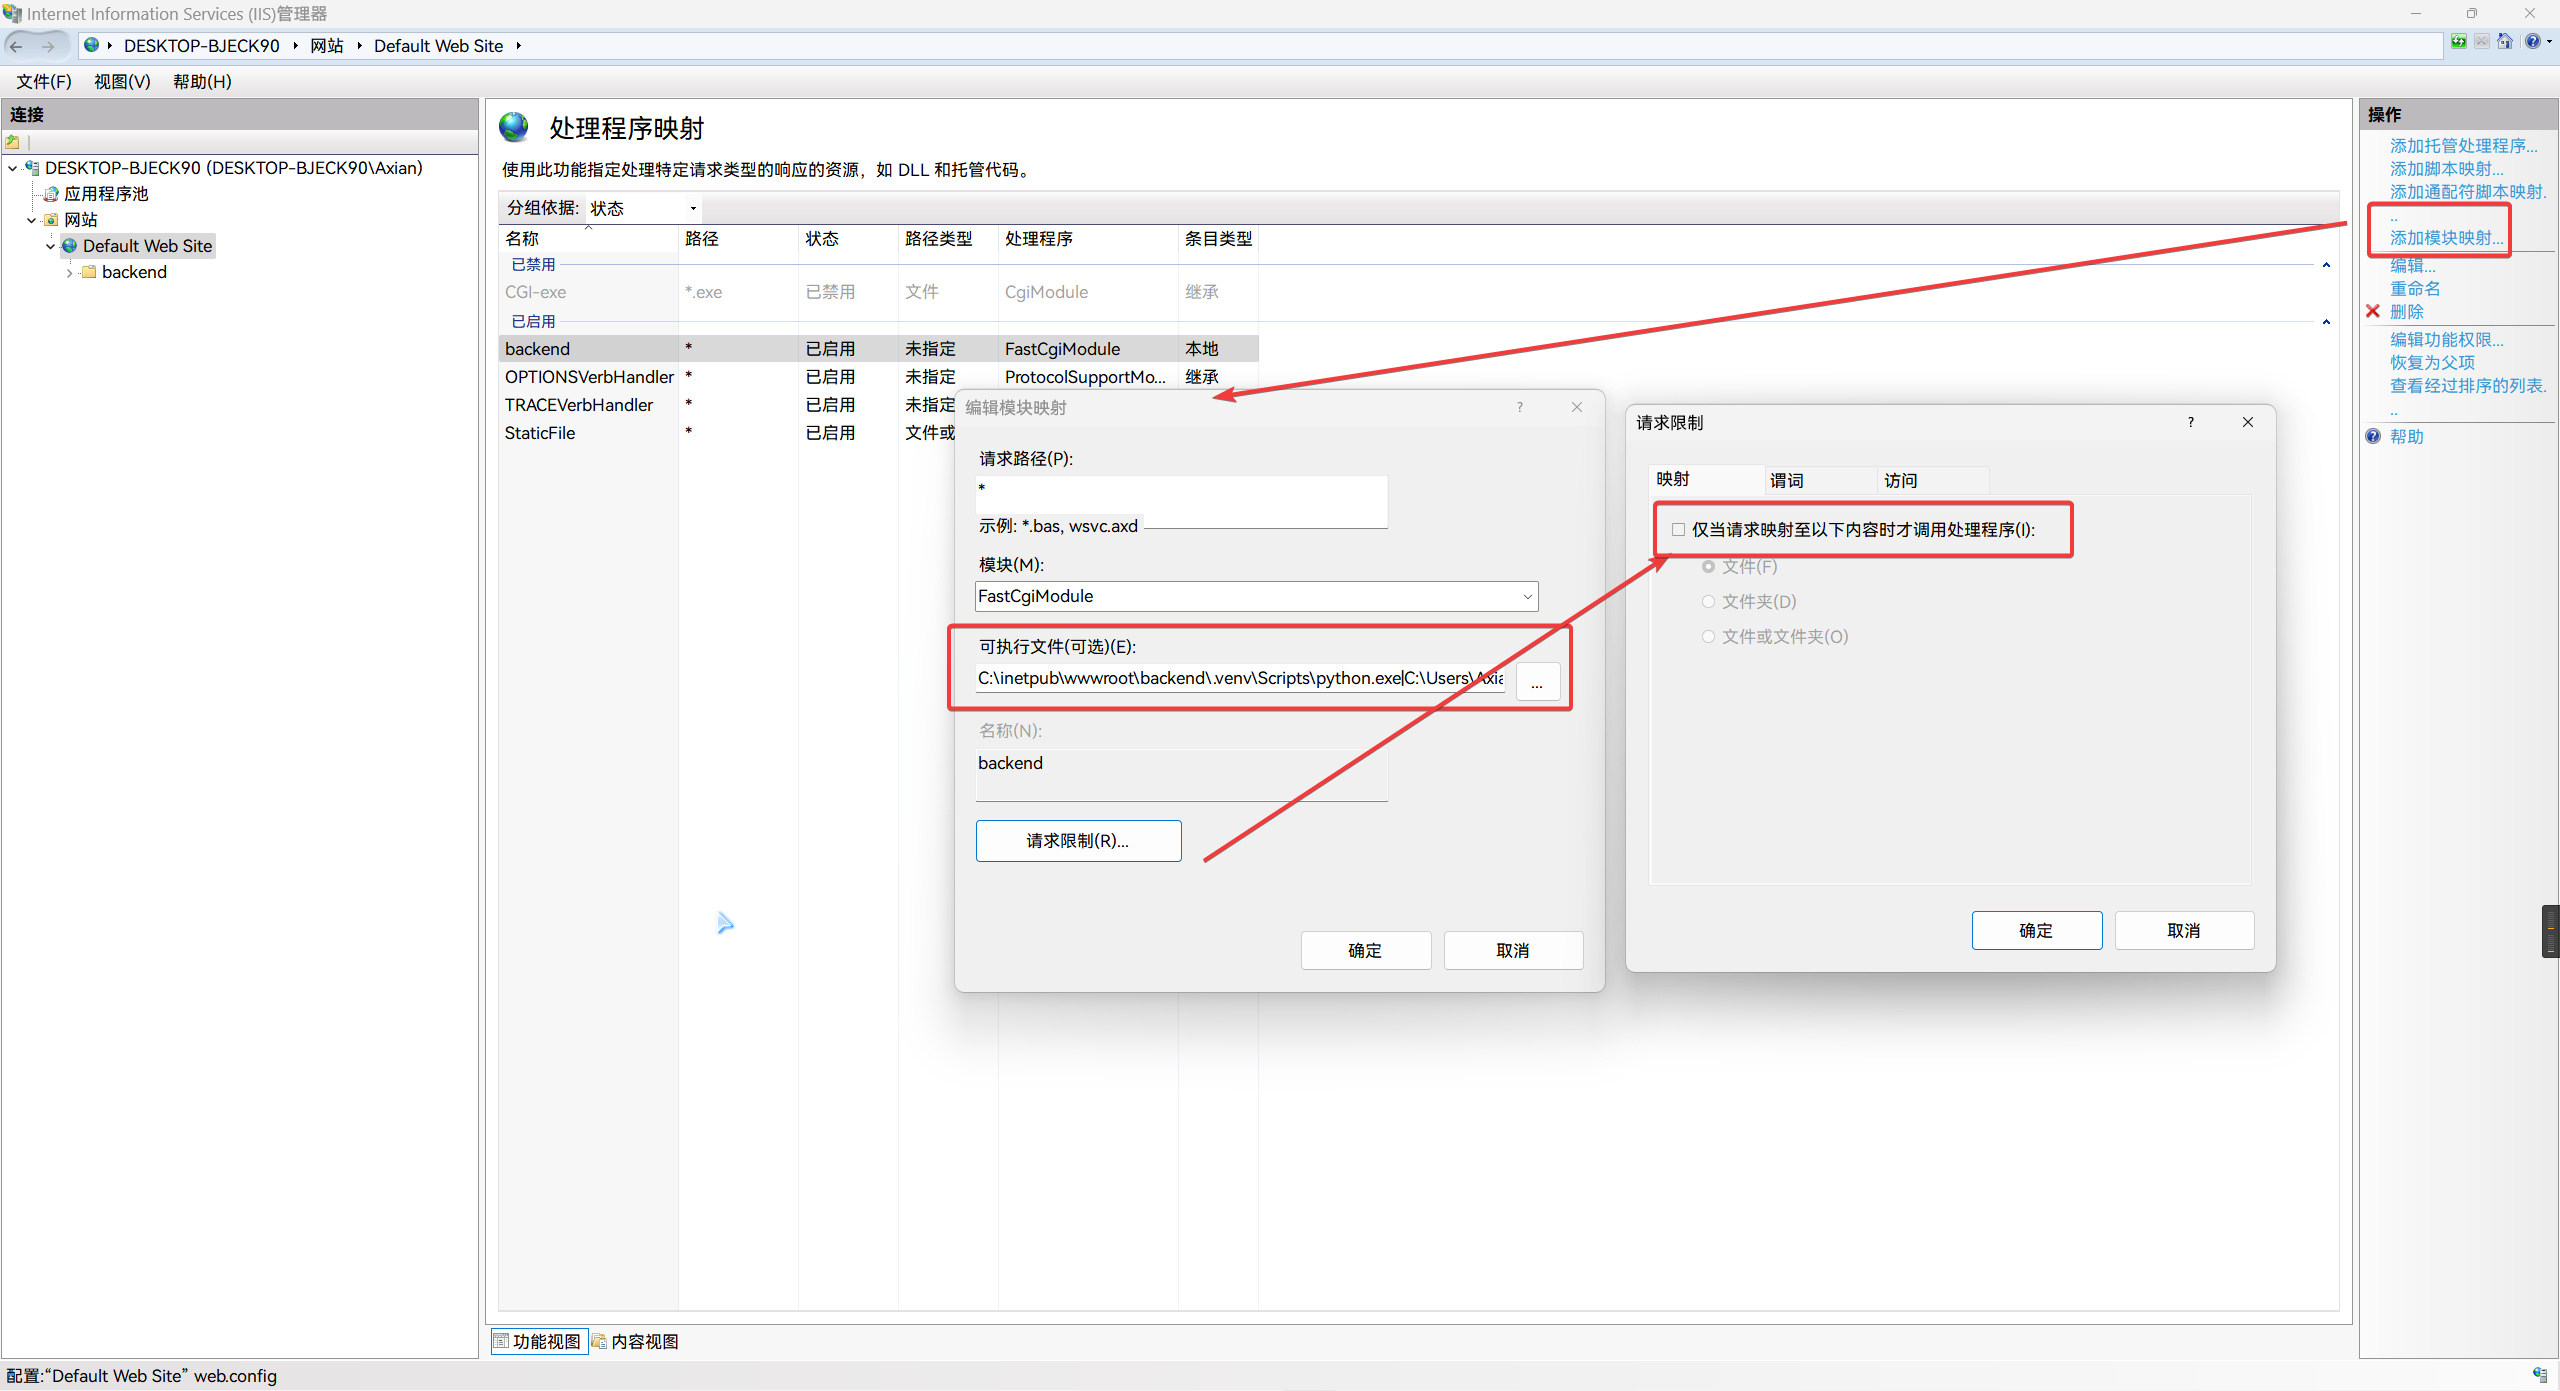 Internet Information Services (IIS)管理器
DESKTOP-BJECK90 网站 Default Web Site
文件(F) 视图(V) 帮助(H)
连接
DESKTOP-BJECK90 (DESKTOP-BJECK90\Axian)
应用程序池
网站
Default Web Site
backend
处理程序映射
使用此功能指定处理特定请求类型的响应的资源，如 DLL 和托管代码。
分组依据: 状态
名称 路径 状态 路径类型 处理程序 条目类型
已禁用
CGI-exe *.exe 已禁用 文件 CgiModule 继承
已启用
backend * 已启用 未指定 FastCgiModule 本地
OPTIONSVerbHandler * 已启用 未指定 ProtocolSupportMo... 继承
TRACEVerbHandler * 已启用 未指定
StaticFile * 已启用 文件或
编辑模块映射 ?
请求路径(P):
*
示例: *.bas, wsvc.axd
模块(M):
FastCgiModule
可执行文件(可选)(E):
C:\inetpub\wwwroot\backend\.venv\Scripts\python.exe|C:\Users\Axia
...
名称(N):
backend
请求限制(R)...
确定 取消
请求限制 ?
映射 谓词 访问
仅当请求映射至以下内容时才调用处理程序(I):
文件(F)
文件夹(D)
文件或文件夹(O)
确定 取消
操作
添加托管处理程序...
添加脚本映射...
添加通配符脚本映射.
..
添加模块映射...
编辑...
重命名
删除
编辑功能权限...
恢复为父项
查看经过排序的列表.
..
帮助
功能视图 内容视图
配置:“Default Web Site” web.config